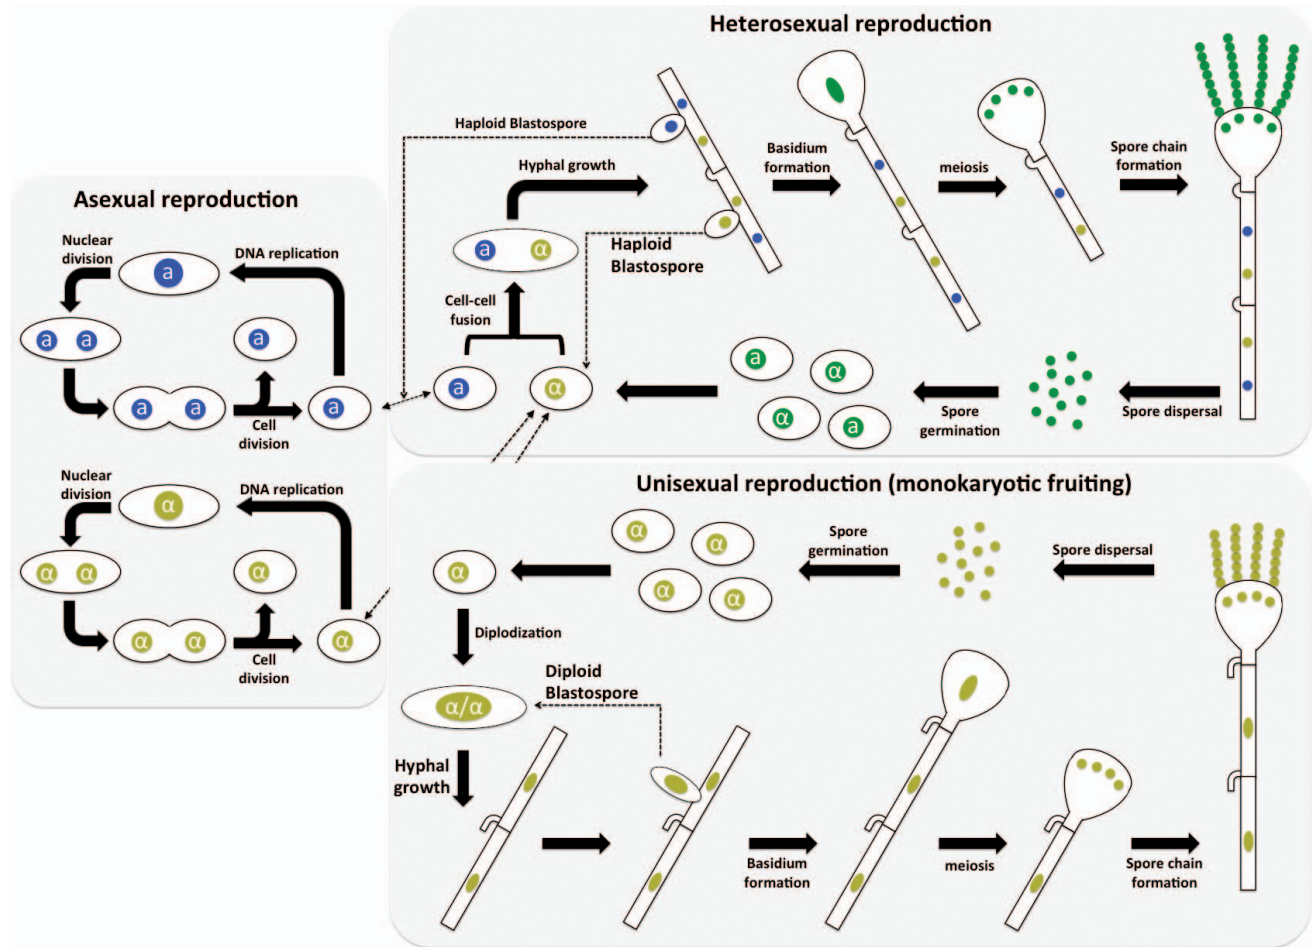 Heterosexual reproduction
Haploid Blastospore
Hyphal growth
Basidium
formation
meiosis
Spore chain
formation
a
α
Haploid
Blastospore
Cell-cell
fusion
a
α
a
α
α
a
Spore
germination
Spore dispersal
Asexual reproduction
Nuclear
division
DNA replication
a
a a
a
a a
a
Cell
division
Nuclear
division
DNA replication
α
α α
α
α α
α
Cell
division
Unisexual reproduction (monokaryotic fruiting)
Spore
germination
Spore dispersal
α
α
α
α
α
Diplodization
Diploid
Blastospore
α/α
Hyphal
growth
Basidium
formation
meiosis
Spore chain
formation